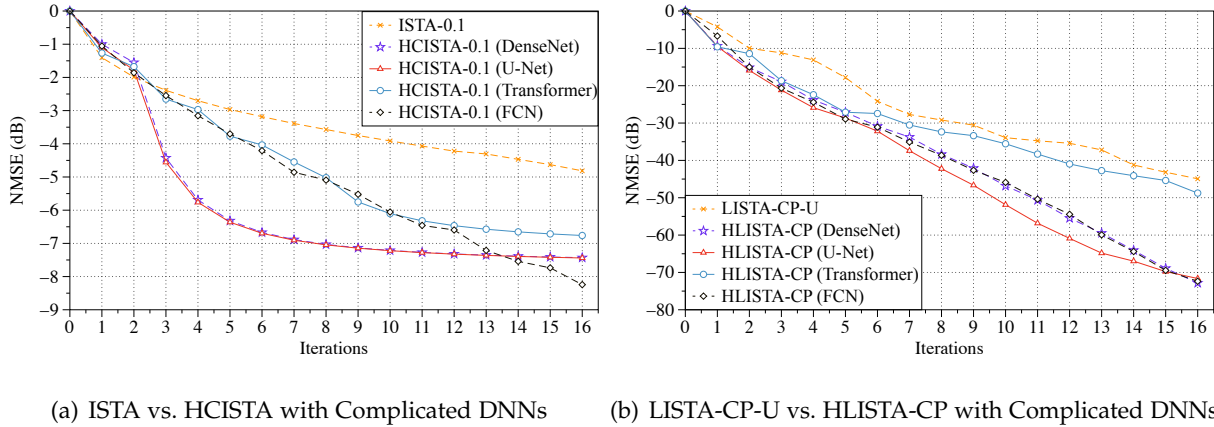 0
–1
–2
–3
–4
–5
–6
–7
–8
–9
NMSE (dB)
ISTA-0.1
HCISTA-0.1 (DenseNet)
HCISTA-0.1 (U-Net)
HCISTA-0.1 (Transformer)
HCISTA-0.1 (FCN)
0 1 2 3 4 5 6 7 8 9 10 11 12 13 14 15 16
Iterations
(a) ISTA vs. HCISTA with Complicated DNNs
0
–10
–20
–30
–40
–50
–60
–70
–80
NMSE (dB)
LISTA-CP-U
HLISTA-CP (DenseNet)
HLISTA-CP (U-Net)
HLISTA-CP (Transformer)
HLISTA-CP (FCN)
0 1 2 3 4 5 6 7 8 9 10 11 12 13 14 15 16
Iterations
(b) LISTA-CP-U vs. HLISTA-CP with Complicated DNNs